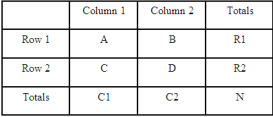 Column 1 Column 2 Totals
Row 1 A B R1
Row 2 C D R2
Totals C1 C2 N